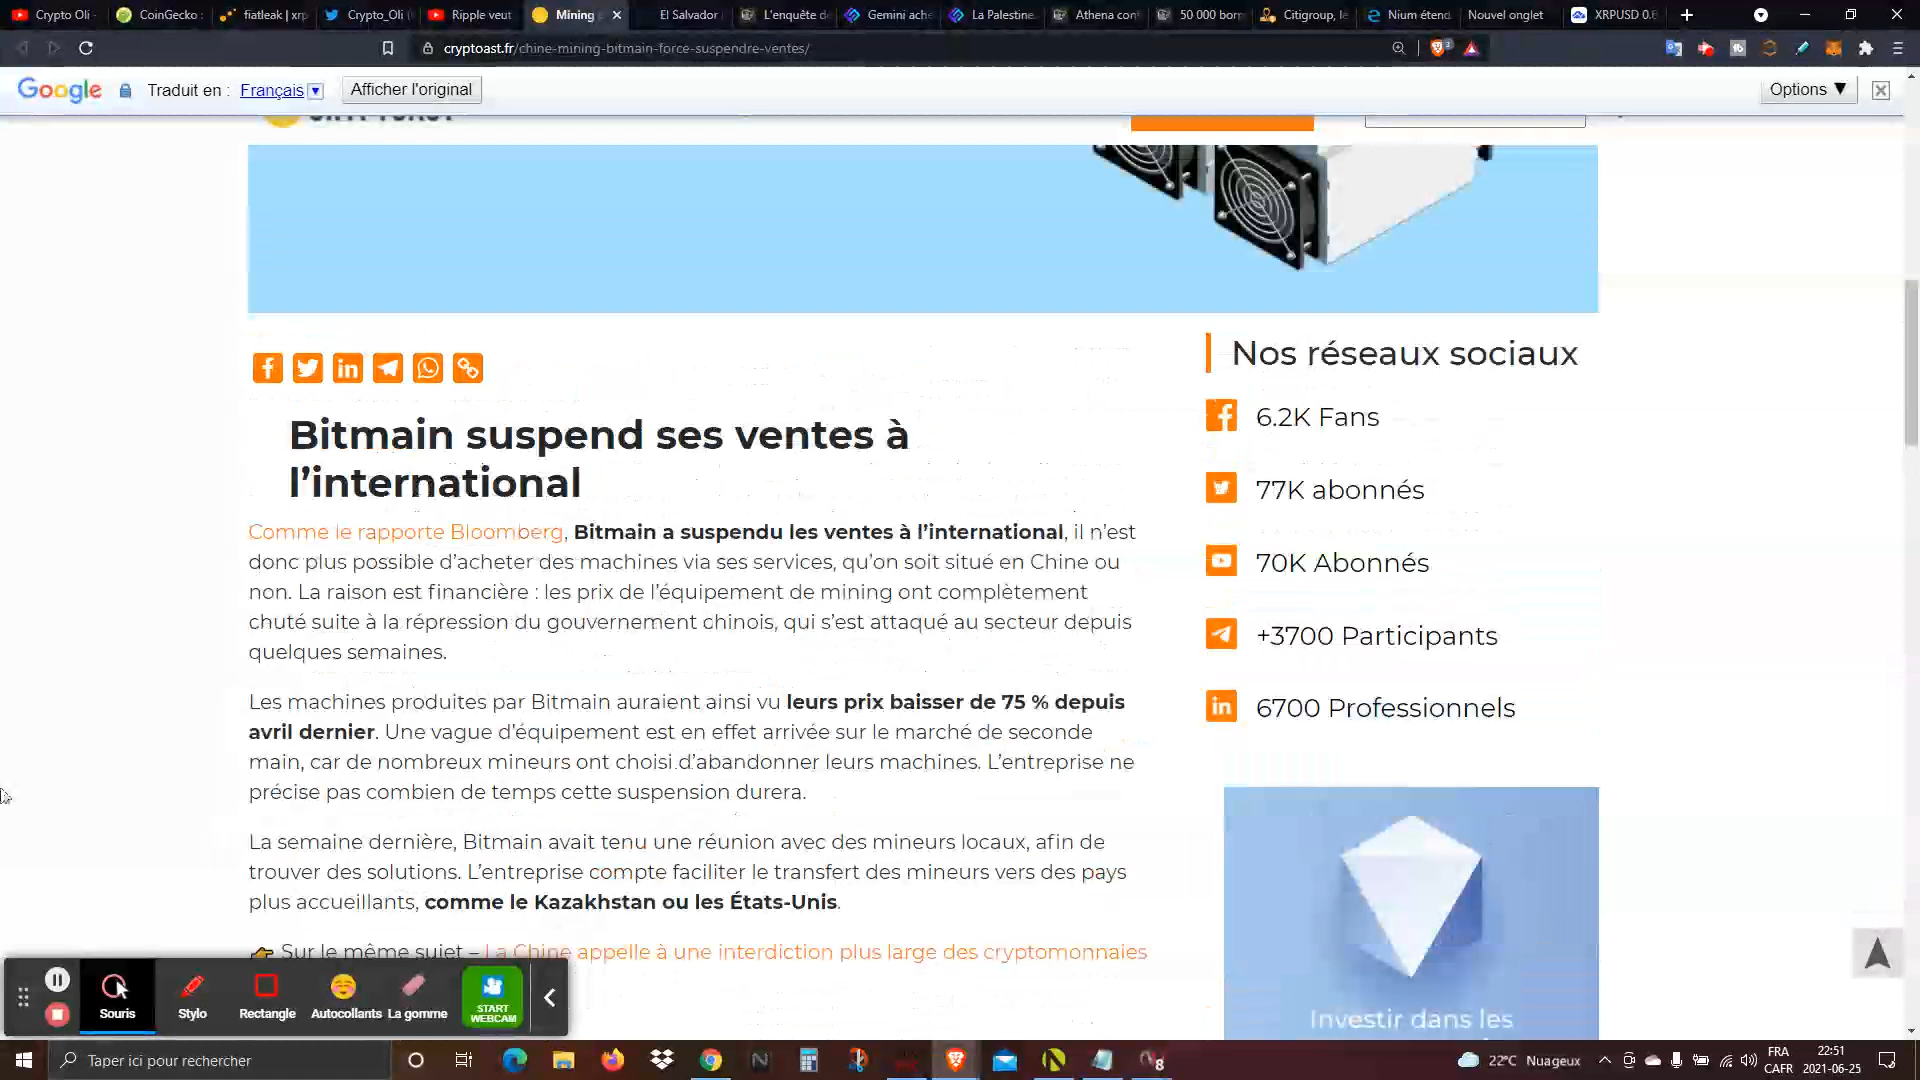 Crypto Oli -
CoinGecko :
fiatleak | xrp
Crypto_Oli (
Ripple veut
Mining
El Salvador
L'enquête de
Gemini ach
La Palestine
Athena con
50 000 bor
Citigroup, le
Nium étend
Nouvel onglet
XRPUSD 0.6
cryptoast.fr/chine-mining-bitmain-force-suspendre-ventes/
Google
Traduit en :
Français
Afficher l'original
Options ▼
Bitmain suspend ses ventes à
l'international
Comme le rapporte Bloomberg, Bitmain a suspendu les ventes à l'international, il n'est
donc plus possible d'acheter des machines via ses services, qu'on soit situé en Chine ou
non. La raison est financière : les prix de l'équipement de mining ont complètement
chuté suite à la répression du gouvernement chinois, qui s'est attaqué au secteur depuis
quelques semaines.
Les machines produites par Bitmain auraient ainsi vu leurs prix baisser de 75 % depuis
avril dernier. Une vague d'équipement est en effet arrivée sur le marché de seconde
main, car de nombreux mineurs ont choisi d'abandonner leurs machines. L'entreprise ne
précise pas combien de temps cette suspension durera.
La semaine dernière, Bitmain avait tenu une réunion avec des mineurs locaux, afin de
trouver des solutions. L'entreprise compte faciliter le transfert des mineurs vers des pays
plus accueillants, comme le Kazakhstan ou les États-Unis.
Sur le même sujet – La Chine appelle à une interdiction plus large des cryptomonnaies
Nos réseaux sociaux
6.2K Fans
77K abonnés
70K Abonnés
+3700 Participants
6700 Professionnels
Investir dans les
Souris
Stylo
Rectangle
Autocollants
La gomme
START
WEBCAM
Taper ici pour rechercher
22°C Nuageux
FRA
CAFR
22:51
2021-06-25